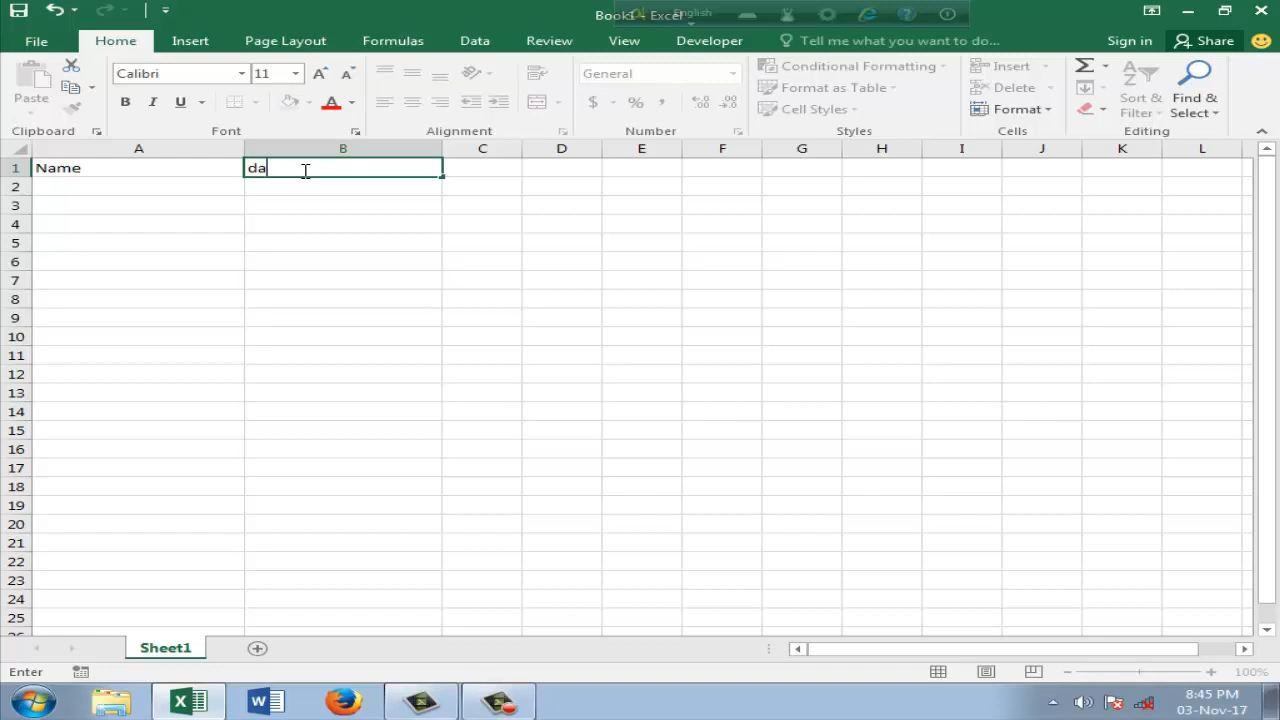 Book1 - Excel
English
File Home Insert Page Layout Formulas Data Review View Developer Tell me what you want to do... Sign in Share
Paste
Clipboard
Calibri 11
B I U A
Font
Alignment
General
$ % ,
Number
Conditional Formatting
Format as Table
Cell Styles
Styles
Insert
Delete
Format
Cells
Sort & Filter
Find & Select
Editing
A B C D E F G H I J K L
1 Name da
2
3
4
5
6
7
8
9
10
11
12
13
14
15
16
17
18
19
20
21
22
23
24
25
26
Sheet1
Enter 100%
8:45 PM
03-Nov-17